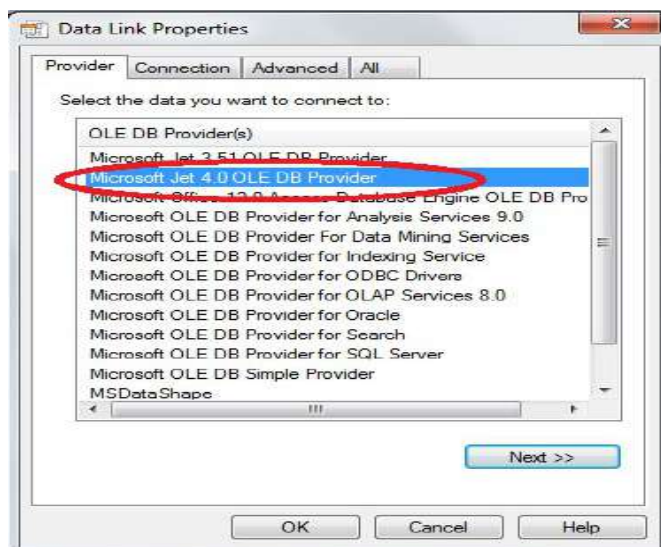 Data Link Properties
Provider Connection Advanced All
Select the data you want to connect to:
OLE DB Provider(s)
Microsoft Jet 3.51 OLE DB Provider
Microsoft Jet 4.0 OLE DB Provider
Microsoft Office 12.0 Access Database Engine OLE DB Pro
Microsoft OLE DB Provider for Analysis Services 9.0
Microsoft OLE DB Provider For Data Mining Services
Microsoft OLE DB Provider for Indexing Service
Microsoft OLE DB Provider for ODBC Drivers
Microsoft OLE DB Provider for OLAP Services 8.0
Microsoft OLE DB Provider for Oracle
Microsoft OLE DB Provider for Search
Microsoft OLE DB Provider for SQL Server
Microsoft OLE DB Simple Provider
MSDataShape
Next >>
OK Cancel Help